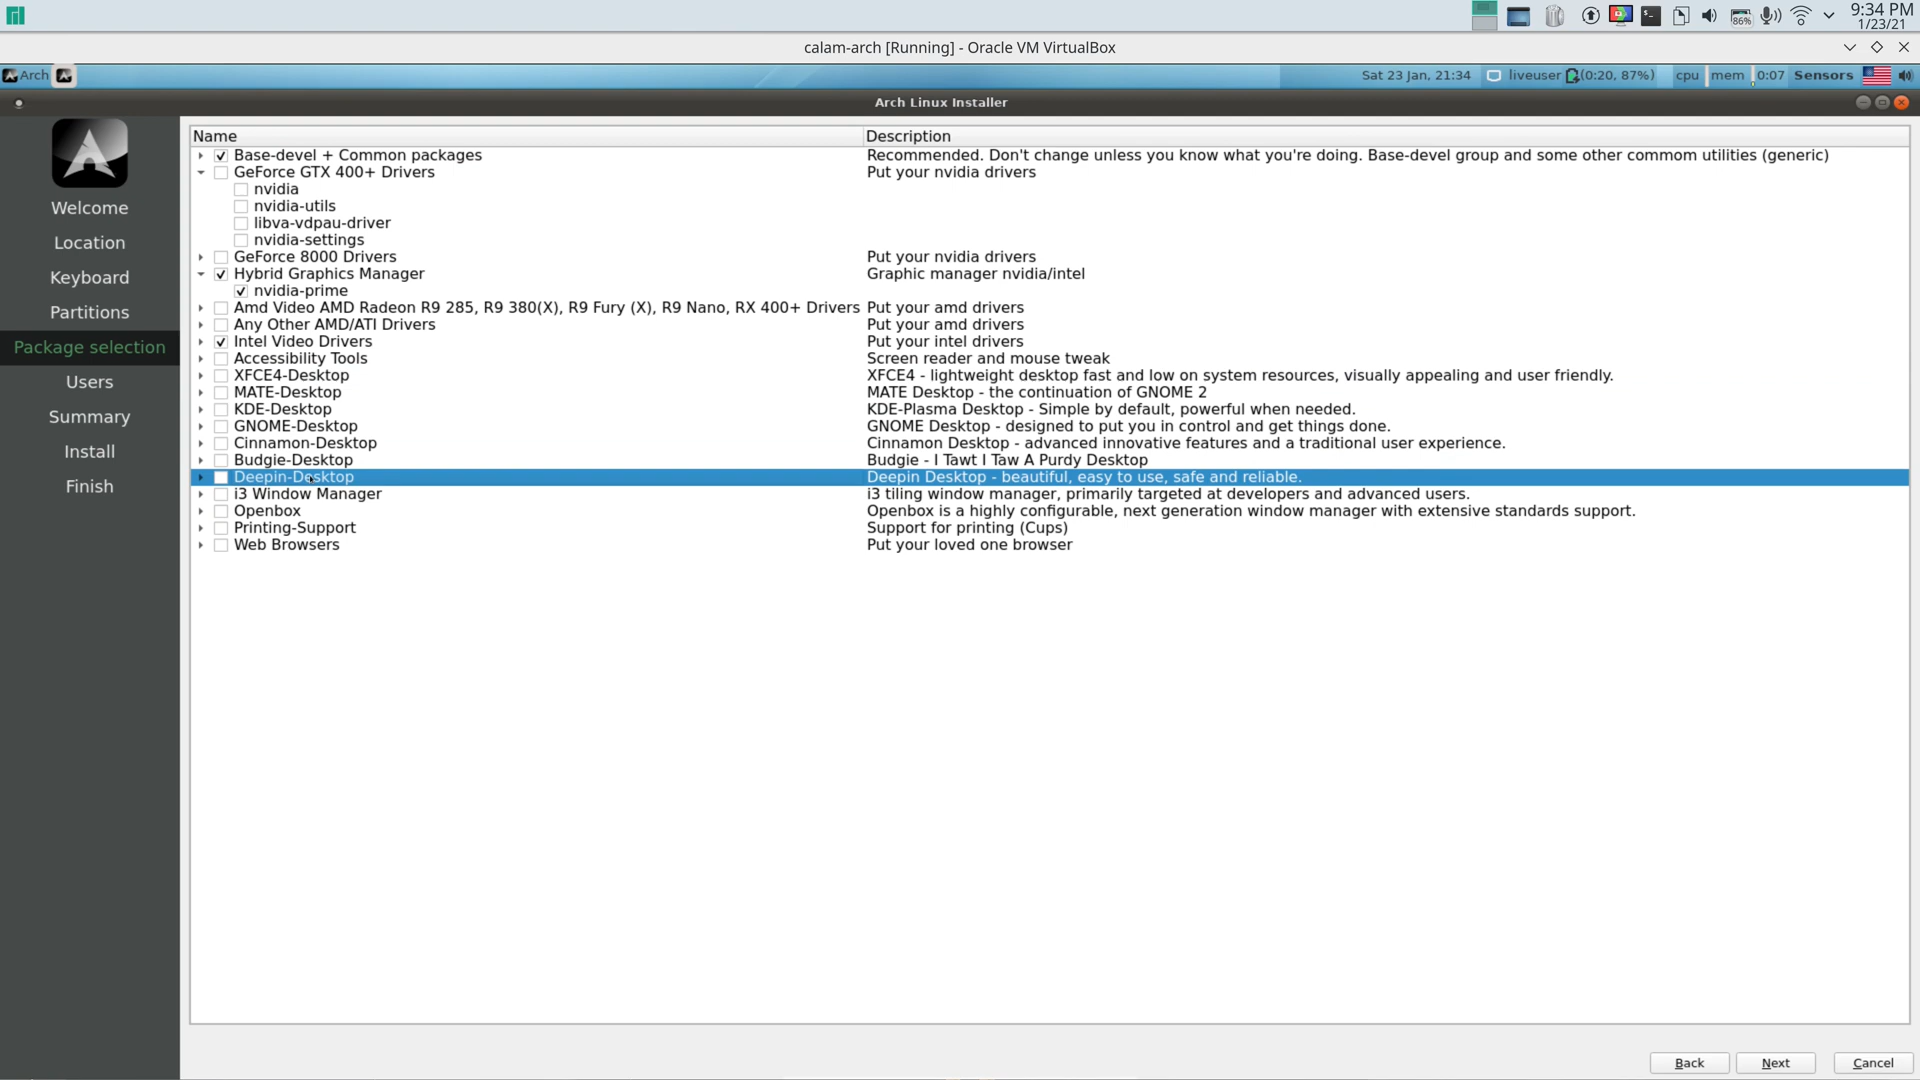 9:34 PM
86%
1/23/21
calam-arch [Running] - Oracle VM VirtualBox
Arch Sat 23 Jan, 21:34 liveuser (0:20, 87%) cpu mem 0:07 Sensors
Arch Linux Installer
Name Description
Base-devel + Common packages Recommended. Don't change unless you know what you're doing. Base-devel group and some other commom utilities (generic)
GeForce GTX 400+ Drivers Put your nvidia drivers
nvidia
nvidia-utils
libva-vdpau-driver
nvidia-settings
GeForce 8000 Drivers Put your nvidia drivers
Hybrid Graphics Manager Graphic manager nvidia/intel
nvidia-prime
Amd Video AMD Radeon R9 285, R9 380(X), R9 Fury (X), R9 Nano, RX 400+ Drivers Put your amd drivers
Any Other AMD/ATI Drivers Put your amd drivers
Intel Video Drivers Put your intel drivers
Accessibility Tools Screen reader and mouse tweak
XFCE4-Desktop XFCE4 - lightweight desktop fast and low on system resources, visually appealing and user friendly.
MATE-Desktop MATE Desktop - the continuation of GNOME 2
KDE-Desktop KDE-Plasma Desktop - Simple by default, powerful when needed.
GNOME-Desktop GNOME Desktop - designed to put you in control and get things done.
Cinnamon-Desktop Cinnamon Desktop - advanced innovative features and a traditional user experience.
Budgie-Desktop Budgie - I Tawt I Taw A Purdy Desktop
Deepin-Desktop Deepin Desktop - beautiful, easy to use, safe and reliable.
i3 Window Manager i3 tiling window manager, primarily targeted at developers and advanced users.
Openbox Openbox is a highly configurable, next generation window manager with extensive standards support.
Printing-Support Support for printing (Cups)
Web Browsers Put your loved one browser
Welcome
Location
Keyboard
Partitions
Package selection
Users
Summary
Install
Finish
Back Next Cancel